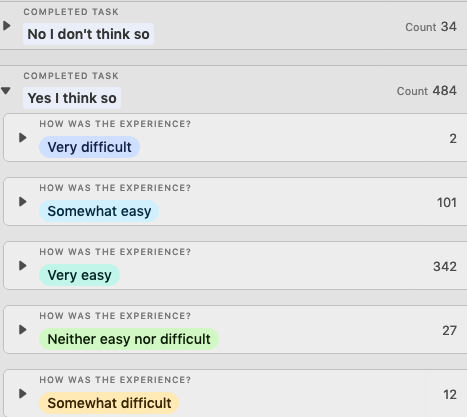 COMPLETED TASK
No I don't think so
Count 34
COMPLETED TASK
Yes I think so
Count 484
HOW WAS THE EXPERIENCE?
Very difficult
2
HOW WAS THE EXPERIENCE?
Somewhat easy
101
HOW WAS THE EXPERIENCE?
Very easy
342
HOW WAS THE EXPERIENCE?
Neither easy nor difficult
27
HOW WAS THE EXPERIENCE?
Somewhat difficult
12